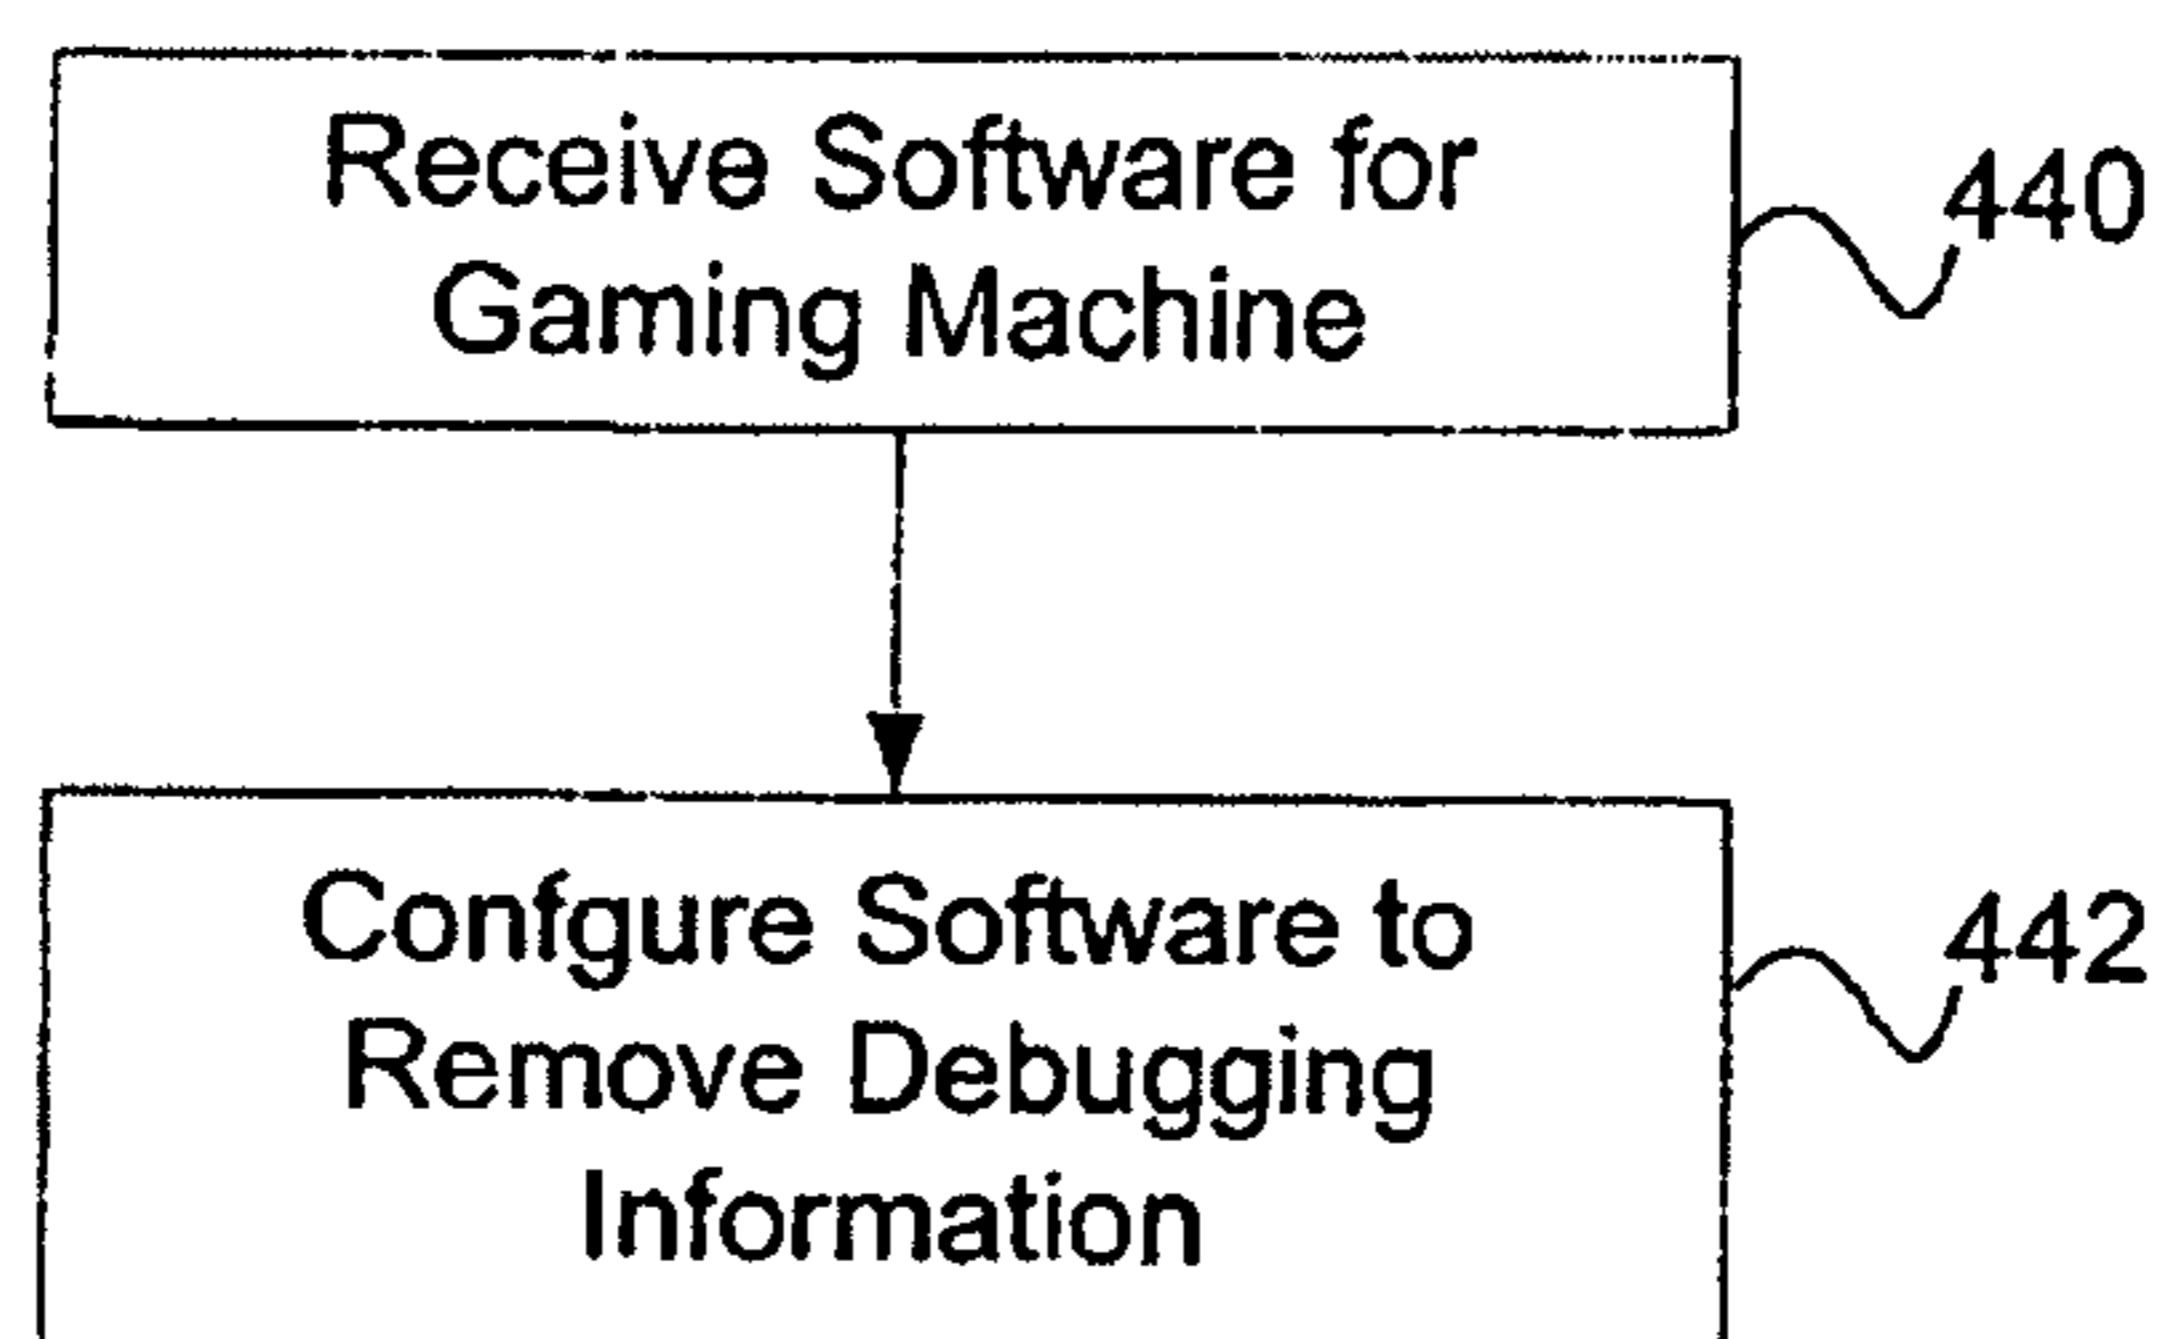 Receive Software for
Gaming Machine
440
Confgure Software to
Remove Debugging
Information
442